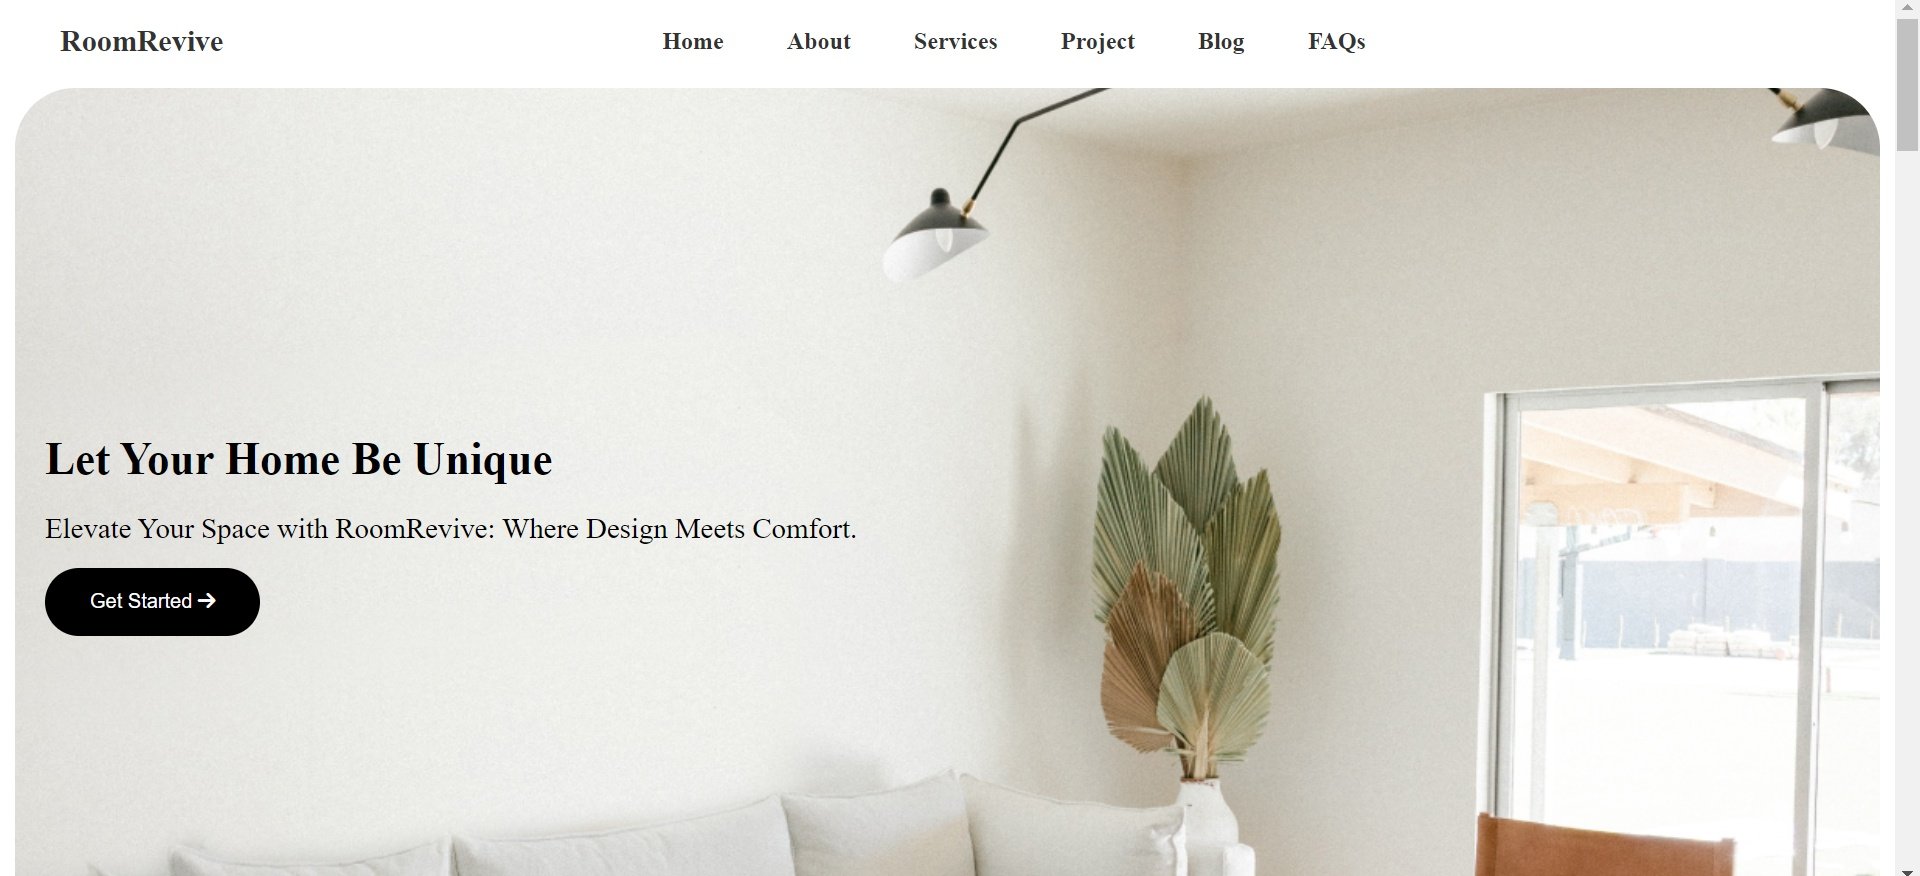 RoomRevive
Home About Services Project Blog FAQs
Let Your Home Be Unique
Elevate Your Space with RoomRevive: Where Design Meets Comfort.
Get Started →